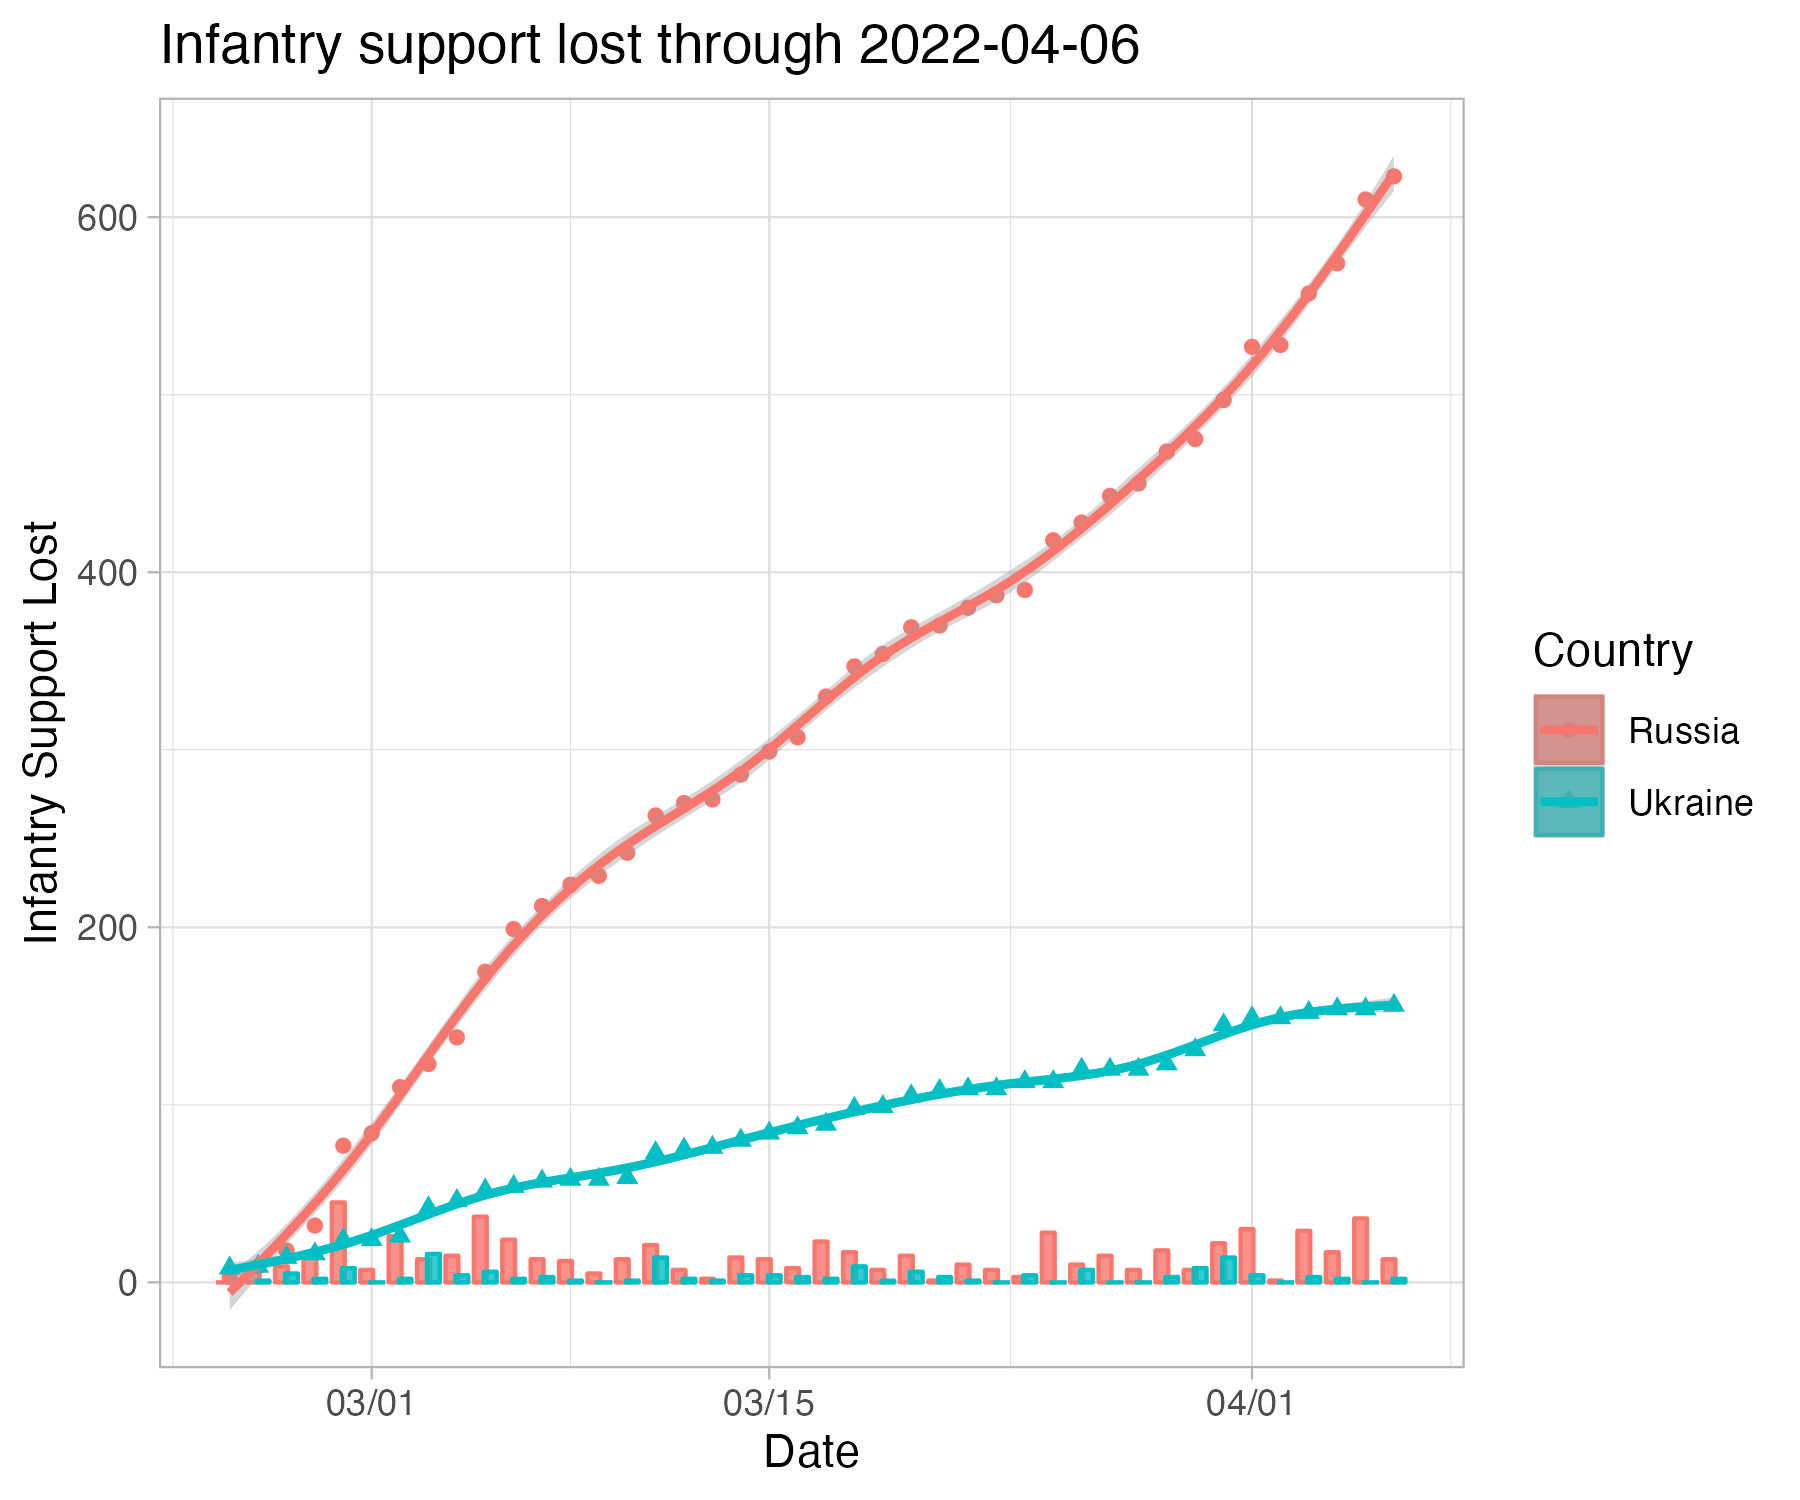 Infantry support lost through 2022-04-06
Infantry Support Lost
600
400
200
0
03/01
03/15
04/01
Date
Country
Russia
Ukraine